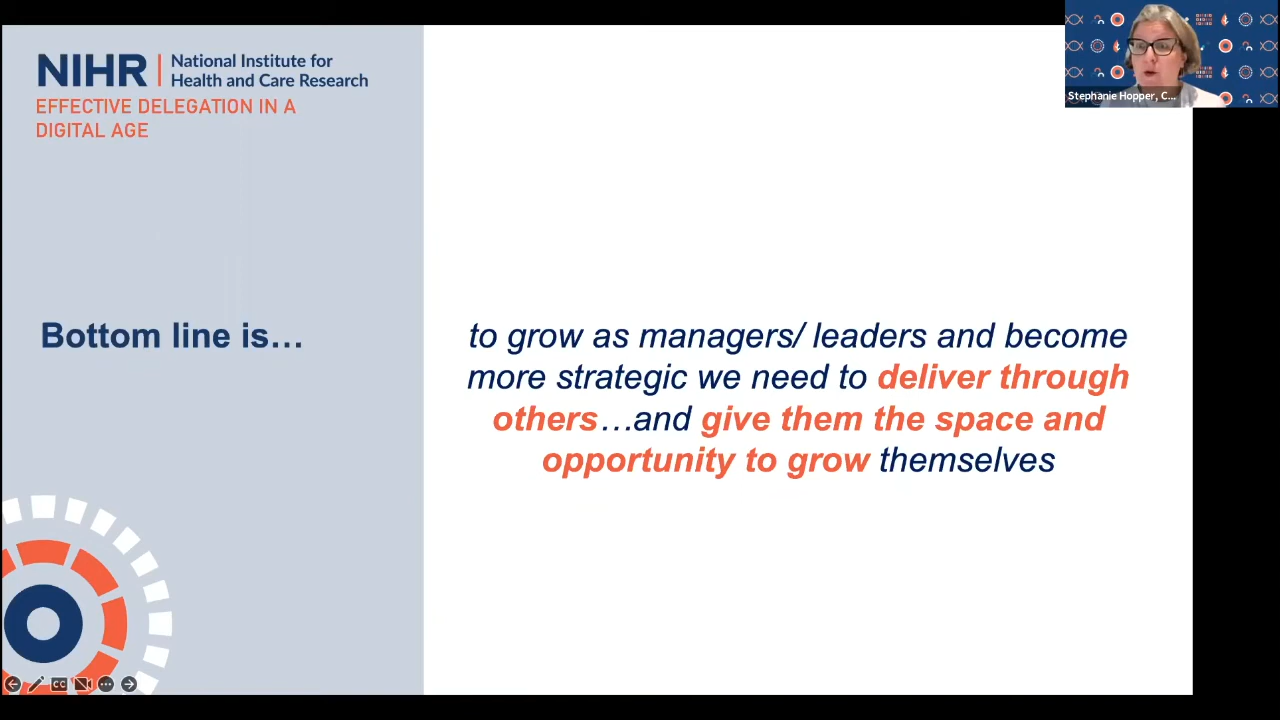 NIHR | National Institute for
Health and Care Research
EFFECTIVE DELEGATION IN A
DIGITAL AGE
Stephanie Hopper, C...
Bottom line is…
to grow as managers/ leaders and become
more strategic we need to deliver through
others…and give them the space and
opportunity to grow themselves
CC